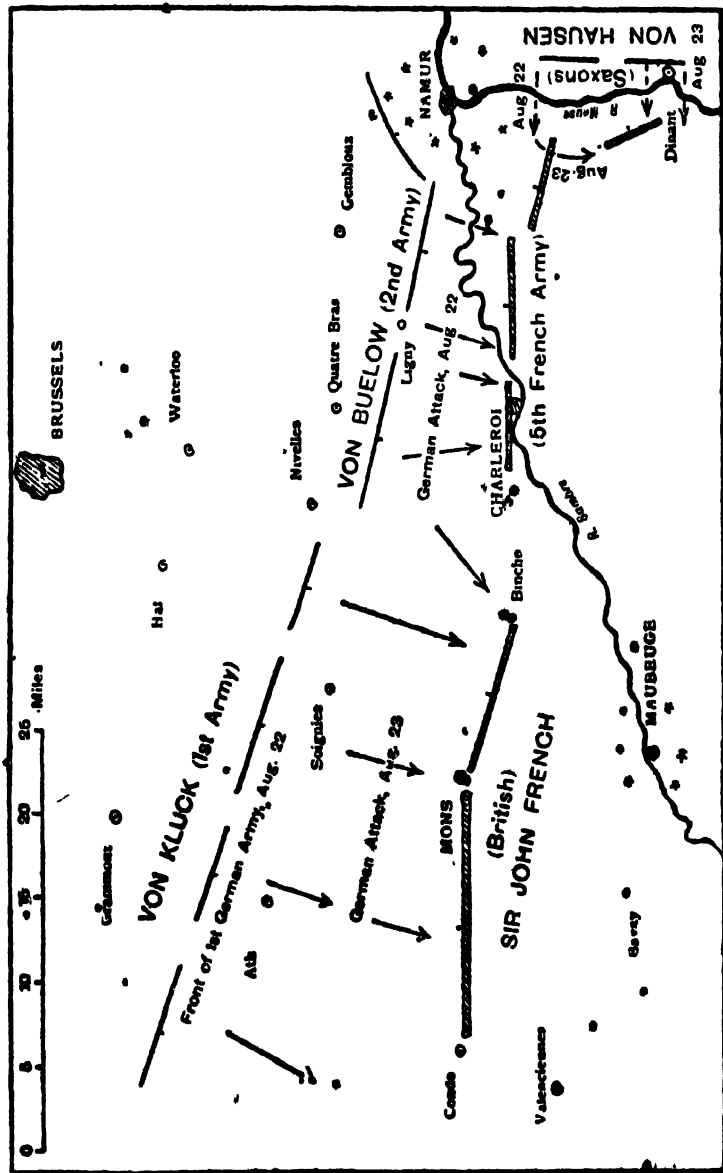 0 5 10 15 20 25
Miles
BRUSSELS
Grammont
Hal
Waterloo
VON KLUCK (1st Army)
Front of 1st German Army, Aug. 22
Ath
Soignies
Nivelles
Quatre Bras
Gembloux
VON BUELOW (2nd Army)
Ligny
German Attack, Aug. 23
German Attack, Aug 22
NAMUR
Conde
MONS
Binche
CHARLEROI
(British)
SIR JOHN FRENCH
(5th French Army)
Aug 22
Aug. 23
(Saxons)
VON HAUSEN
Aug 23
R Meuse
Dinant
Valenciennes
Bavay
MAUBEUGE
R. Sambre